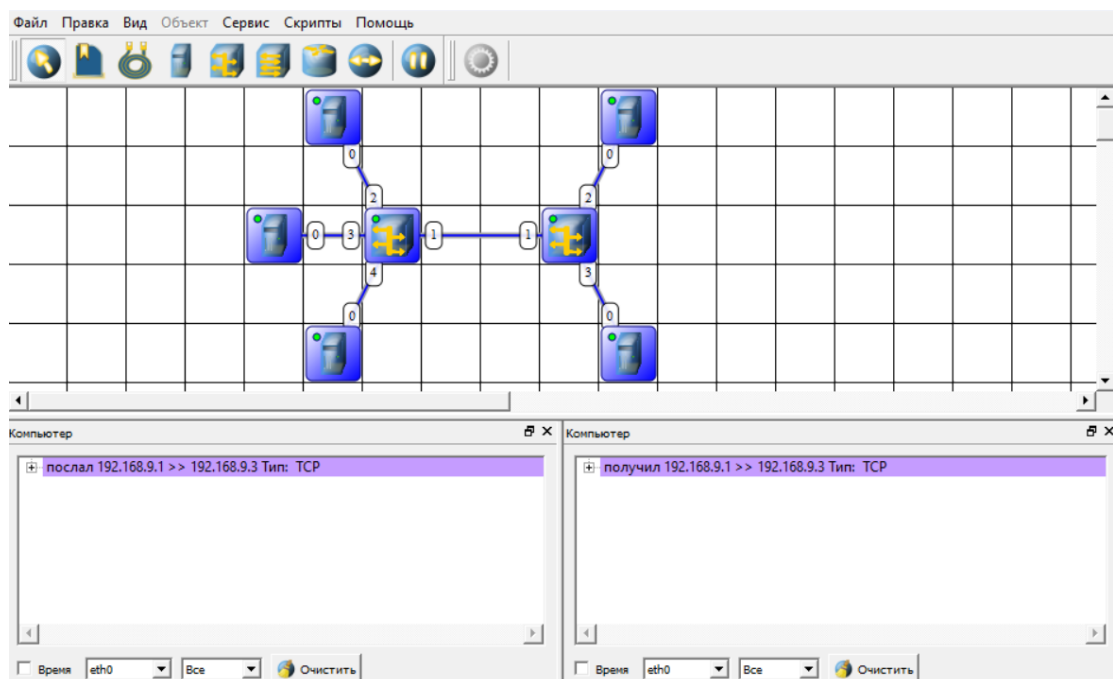 Файл Правка Вид Объект Сервис Скрипты Помощь
0 0
2 2
0 3 1 1
4 3
0 0
Компьютер Компьютер
послал 192.168.9.1 >> 192.168.9.3 Тип: TCP получил 192.168.9.1 >> 192.168.9.3 Тип: TCP
Время eth0 Все Очистить Время eth0 Все Очистить